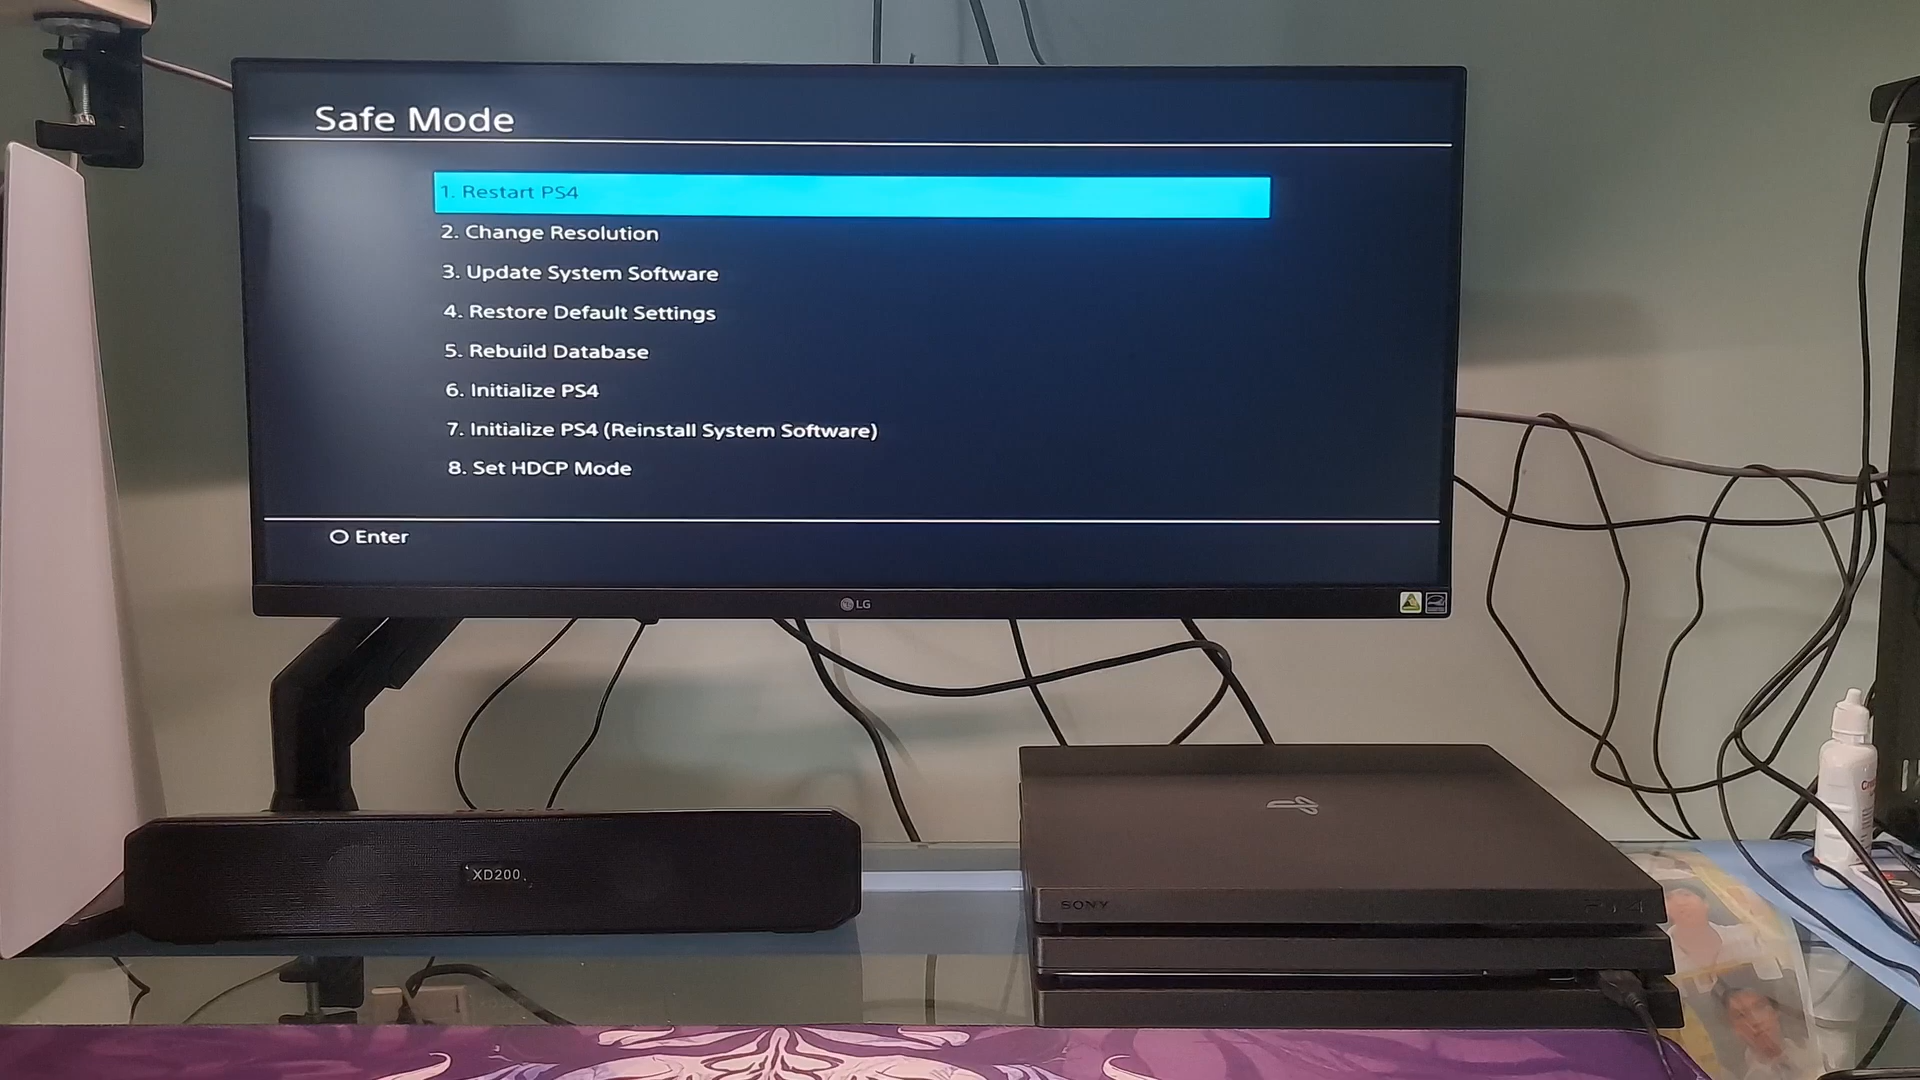 Safe Mode
1. Restart PS4
2. Change Resolution
3. Update System Software
4. Restore Default Settings
5. Rebuild Database
6. Initialize PS4
7. Initialize PS4 (Reinstall System Software)
8. Set HDCP Mode
Enter
LG
XD200
SONY